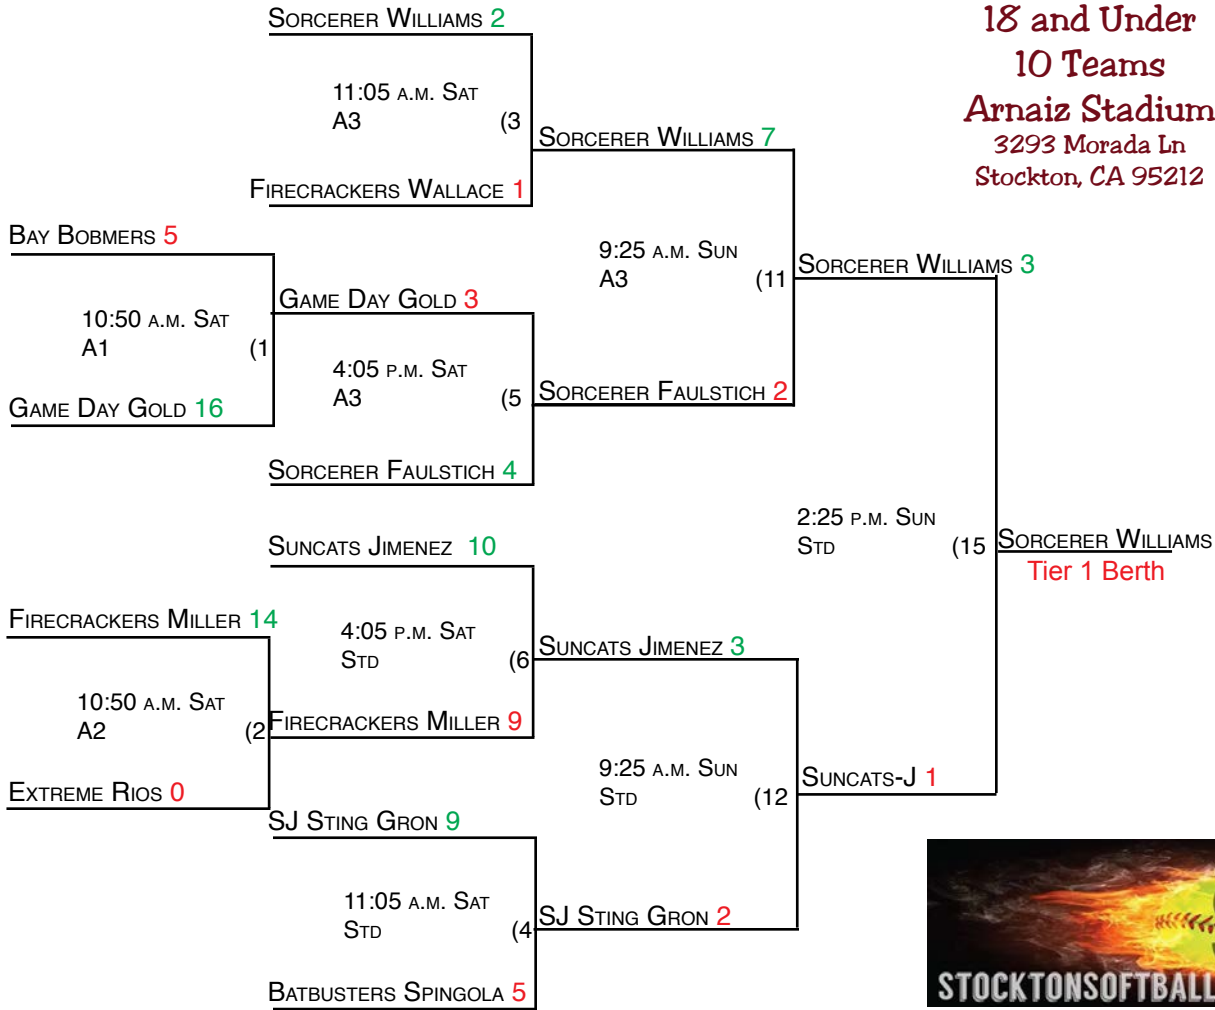 Sorcerer Williams 2
18 and Under
10 Teams
Arnaiz Stadium
3293 Morada Ln
Stockton, CA 95212
11:05 a.m. Sat
A3 (3
Sorcerer Williams 7
Firecrackers Wallace 1
Bay Bobmers 5
9:25 a.m. Sun
A3 (11
Sorcerer Williams 3
Game Day Gold 3
10:50 a.m. Sat
A1 (1
4:05 p.m. Sat
A3 (5
Sorcerer Faulstich 2
Game Day Gold 16
Sorcerer Faulstich 4
2:25 p.m. Sun
Std (15
Sorcerer Williams
Tier 1 Berth
Suncats Jimenez 10
Firecrackers Miller 14
4:05 p.m. Sat
Std (6
Suncats Jimenez 3
10:50 a.m. Sat
A2 (2
Firecrackers Miller 9
9:25 a.m. Sun
Std (12
Suncats-J 1
Extreme Rios 0
SJ Sting Gron 9
11:05 a.m. Sat
Std (4
SJ Sting Gron 2
Batbusters Spingola 5
STOCKTONSOFTBALL